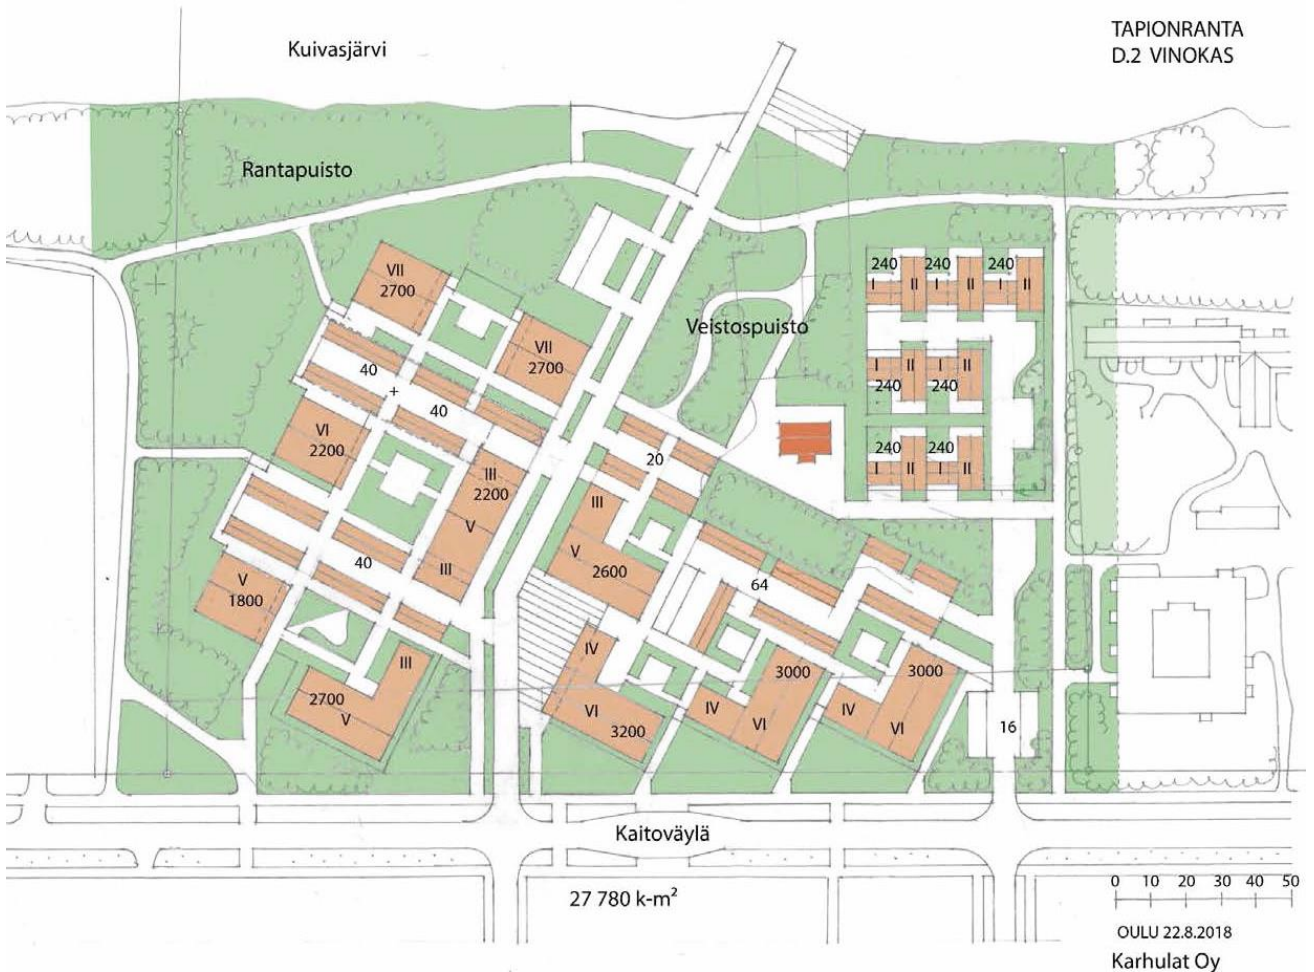 TAPIONRANTA
D.2 VINOKAS
Kuivasjärvi
Rantapuisto
Veistospuisto
VII
2700
VII
2700
40
40
VI
2200
III
2200
V
III
40
V
1800
III
2700
V
20
III
V
2600
64
IV
VI
3200
3000
IV
VI
3000
IV
VI
16
240
240
240
I
II
I
II
I
II
I
II
I
II
240
240
240
240
I
II
I
II
Kaitoväylä
27 780 k-m²
0 10 20 30 40 50
OULU 22.8.2018
Karhulat Oy